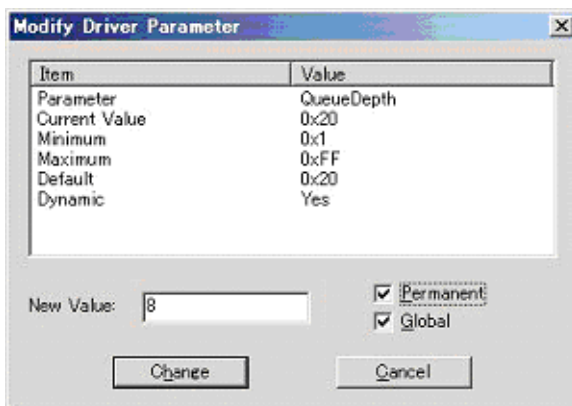 Modify Driver Parameter
Item Value
Parameter QueueDepth
Current Value 0x20
Minimum 0x1
Maximum 0xFF
Default 0x20
Dynamic Yes
New Value: 8
Permanent
Global
Change Cancel